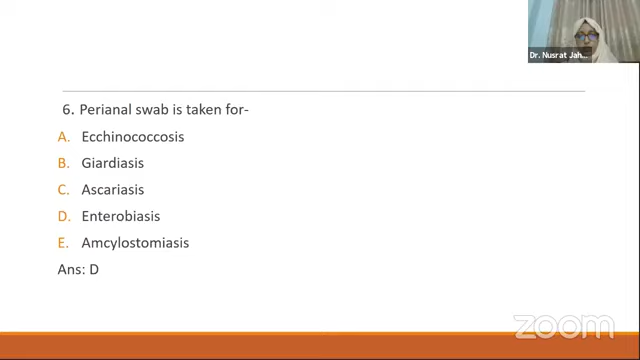 Dr. Nusrat Jah...
6. Perianal swab is taken for-
A. Ecchinococcosis
B. Giardiasis
C. Ascariasis
D. Enterobiasis
E. Amcylostomiasis
Ans: D
zoom